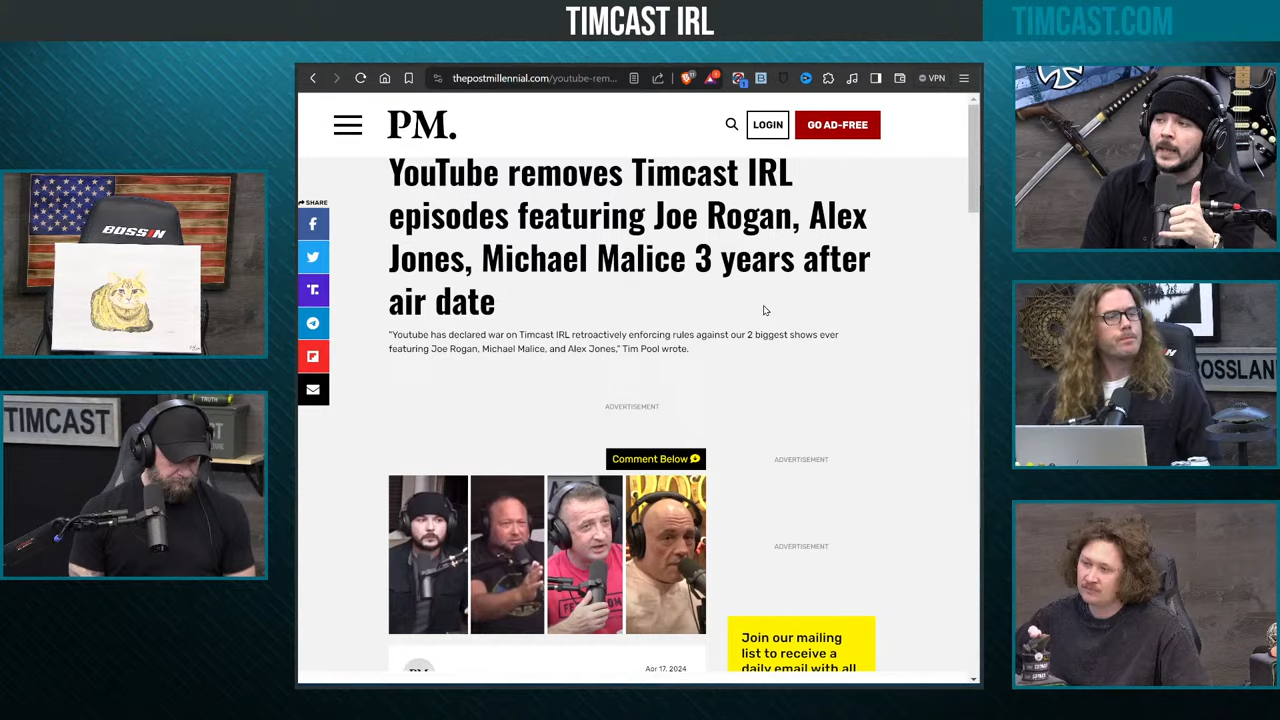 TIMCAST IRL
TIMCAST.COM
thepostmillennial.com/youtube-rem...
VPN
PM.
LOGIN
GO AD-FREE
YouTube removes Timcast IRL
episodes featuring Joe Rogan, Alex
Jones, Michael Malice 3 years after
air date
"Youtube has declared war on Timcast IRL retroactively enforcing rules against our 2 biggest shows ever
featuring Joe Rogan, Michael Malice, and Alex Jones," Tim Pool wrote.
SHARE
ADVERTISEMENT
Comment Below
ADVERTISEMENT
ADVERTISEMENT
Apr 17, 2024
Join our mailing
list to receive a
daily email with all
BOSSIN
TIMCAST
TRUTH
ROSSLAND